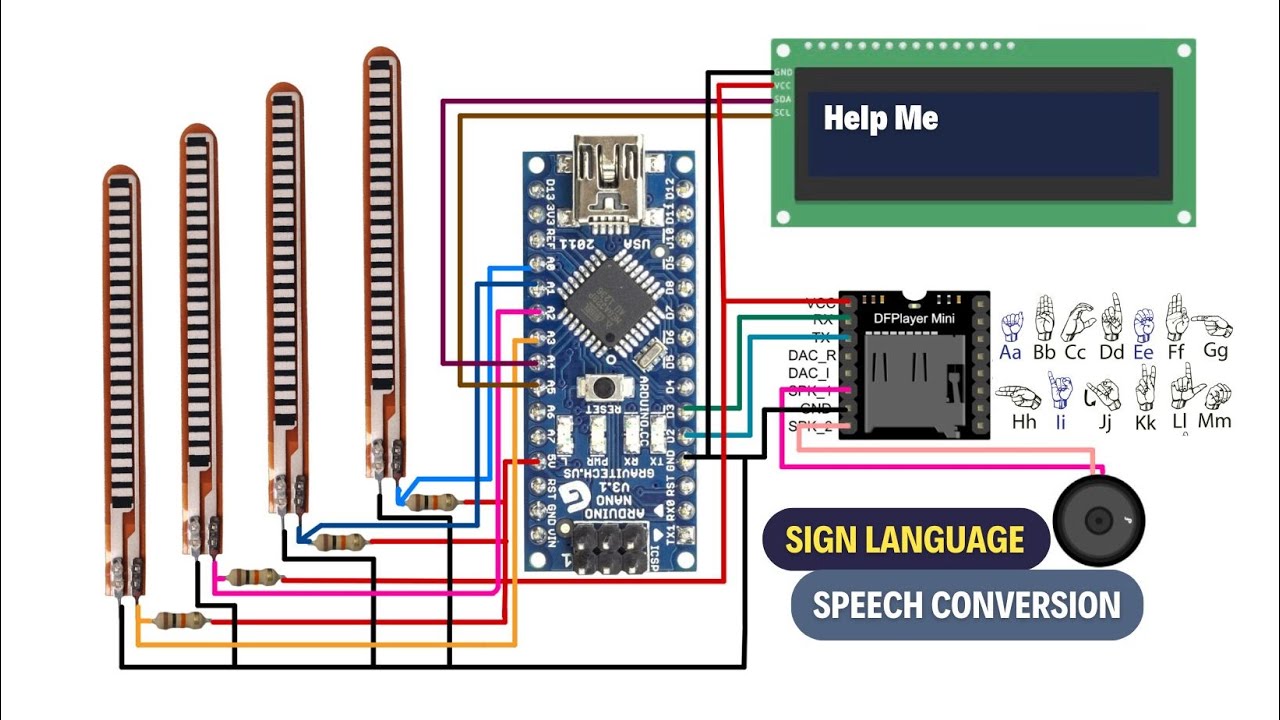 GND
VCC
SDA
SCL
Help Me
D13
3V3
REF
A0
A1
A2
A3
A4
A5
A6
A7
5V
RST
GND
VIN
D12
D11
D8
D7
D6
D5
D4
D3
D2
GND
RST
RX0
TX1
2011
USA
RESET
ARDUINO.CC
L
PWR
RX
TX
GRAVITECH.US
ARDUINO
NANO
V3.1
1
ICSP
VCC
RX
TX
DAC_R
DAC_I
SPK_1
GND
SPK_2
DFPlayer Mini
Aa Bb Cc Dd Ee Ff Gg
Hh Ii Jj Kk Ll Mm
SIGN LANGUAGE
SPEECH CONVERSION